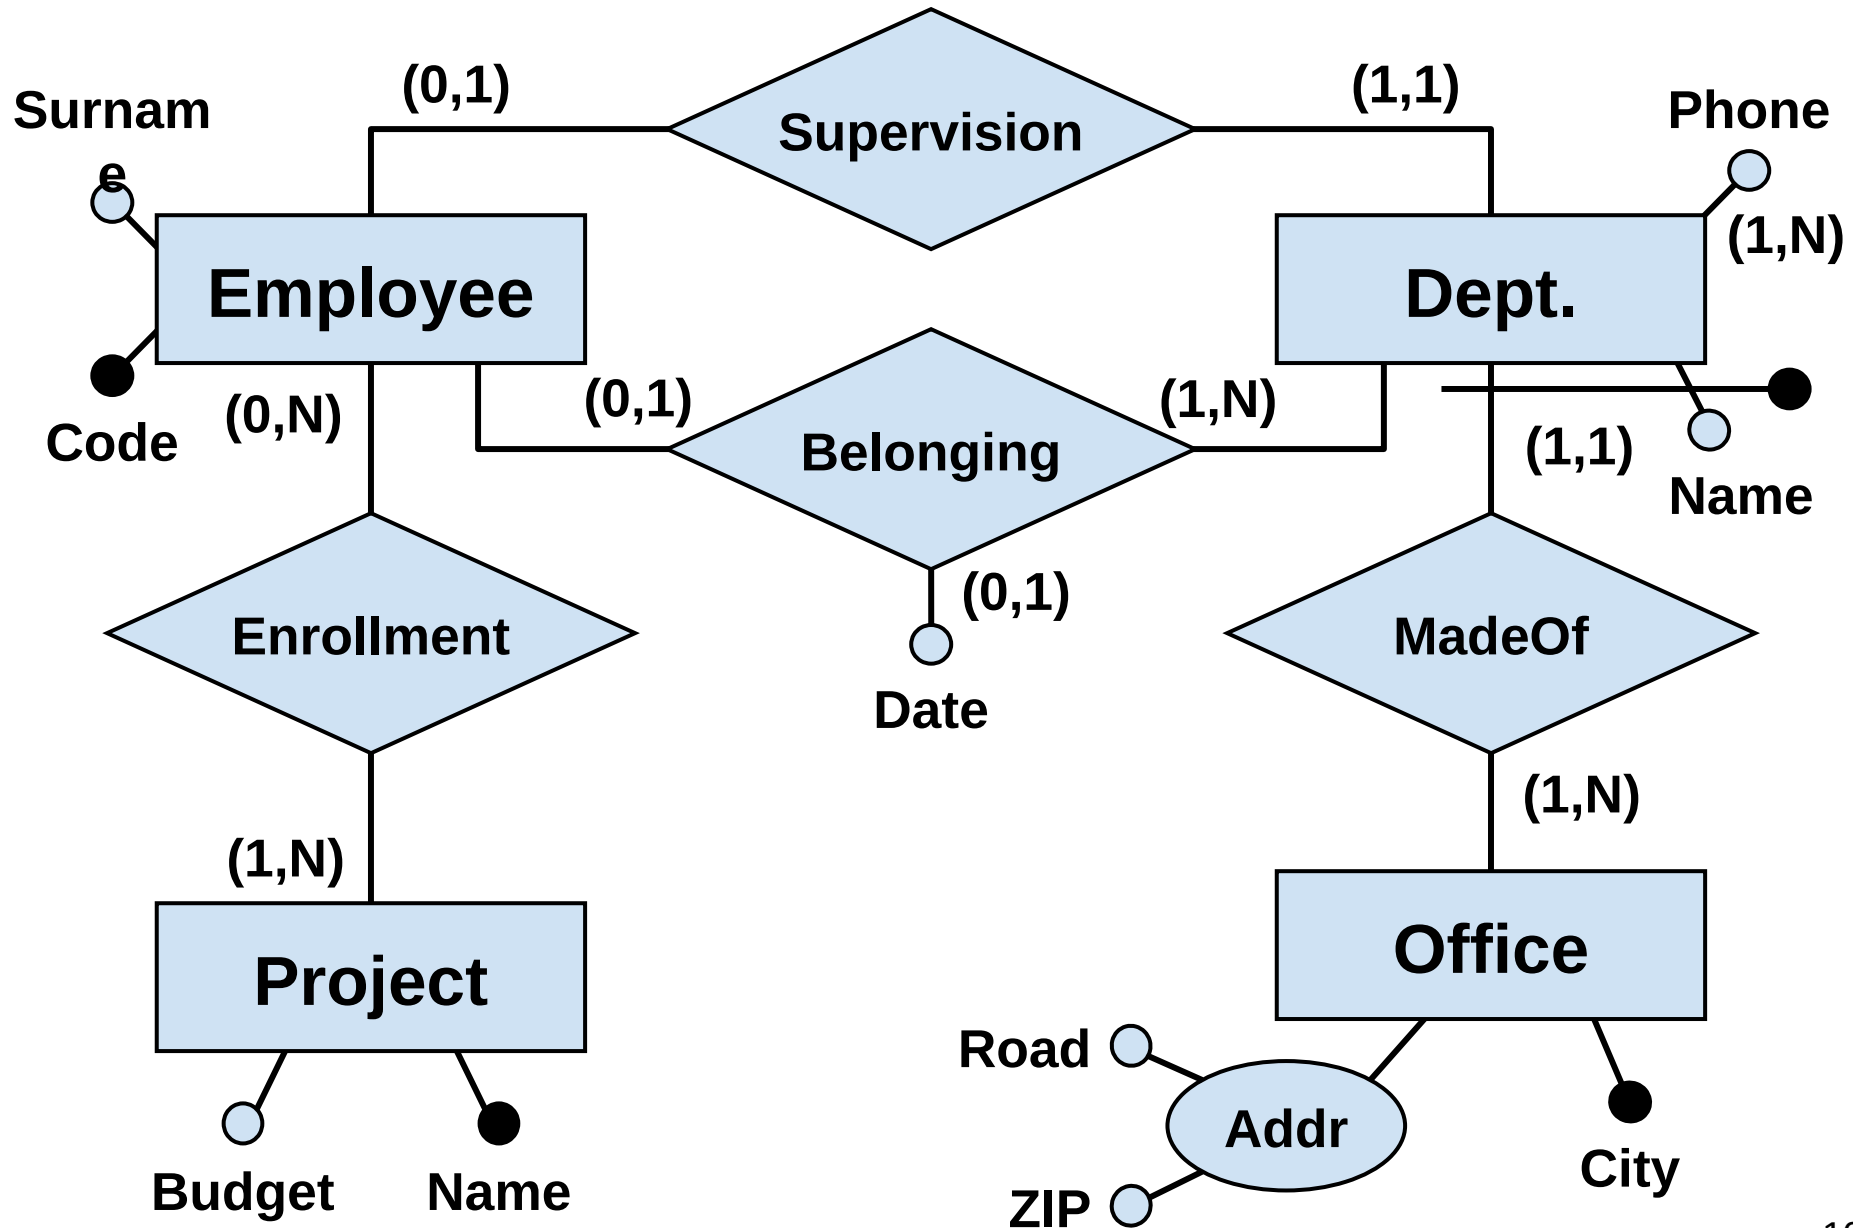 (0,1)
(1,1)
Surnam
e
Phone
Supervision
(1,N)
Employee
Dept.
Code
(0,N)
(0,1)
(1,N)
Belonging
(1,1)
Name
Enrollment
(0,1)
MadeOf
Date
(1,N)
(1,N)
Project
Office
Road
Addr
City
Budget
Name
ZIP